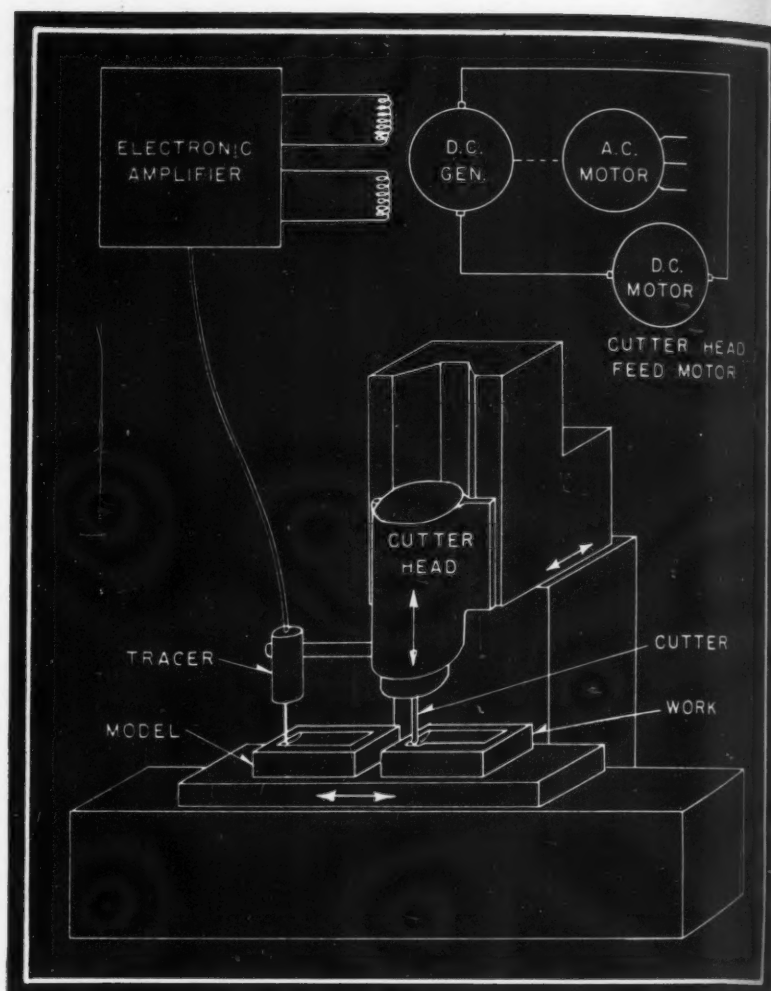 ELECTRONIC
AMPLIFIER
D.C.
GEN.
A.C.
MOTOR
D.C.
MOTOR
CUTTER HEAD
FEED MOTOR
CUTTER
HEAD
TRACER
CUTTER
MODEL
WORK